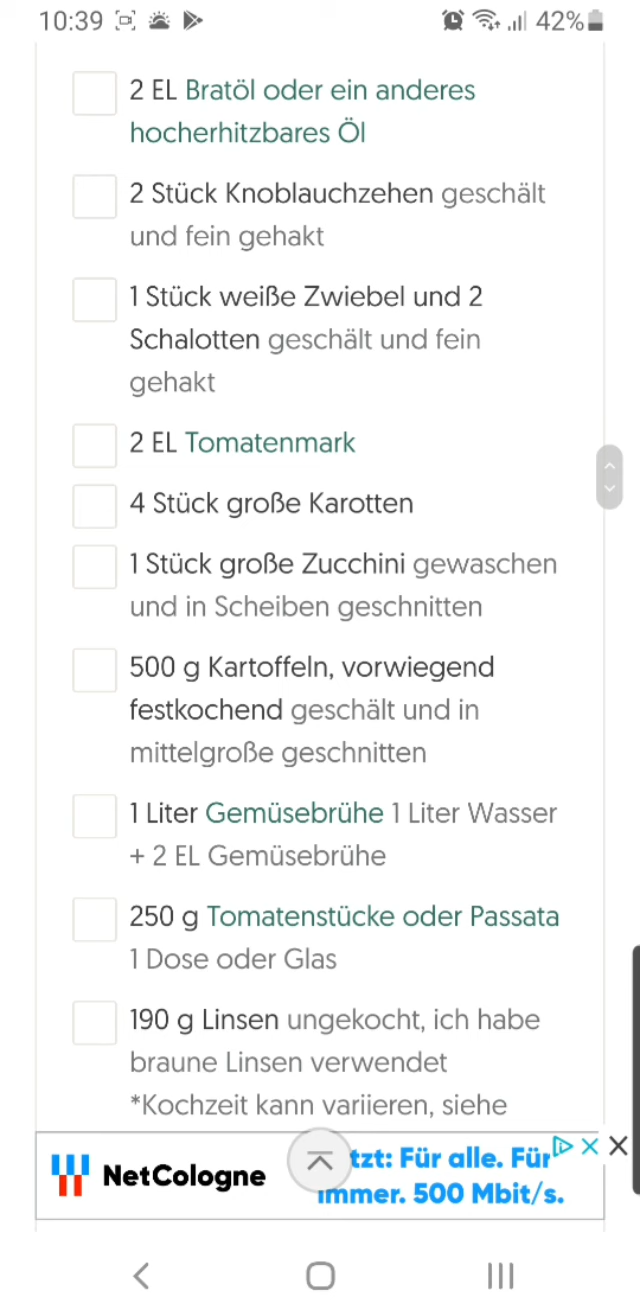 10:39 42%
2 EL Bratöl oder ein anderes
hocherhitzbares Öl
2 Stück Knoblauchzehen geschält
und fein gehakt
1 Stück weiße Zwiebel und 2
Schalotten geschält und fein
gehakt
2 EL Tomatenmark
4 Stück große Karotten
1 Stück große Zucchini gewaschen
und in Scheiben geschnitten
500 g Kartoffeln, vorwiegend
festkochend geschält und in
mittelgroße geschnitten
1 Liter Gemüsebrühe 1 Liter Wasser
+ 2 EL Gemüsebrühe
250 g Tomatenstücke oder Passata
1 Dose oder Glas
190 g Linsen ungekocht, ich habe
braune Linsen verwendet
*Kochzeit kann variieren, siehe
NetCologne
tzt: Für alle. Für
immer. 500 Mbit/s.